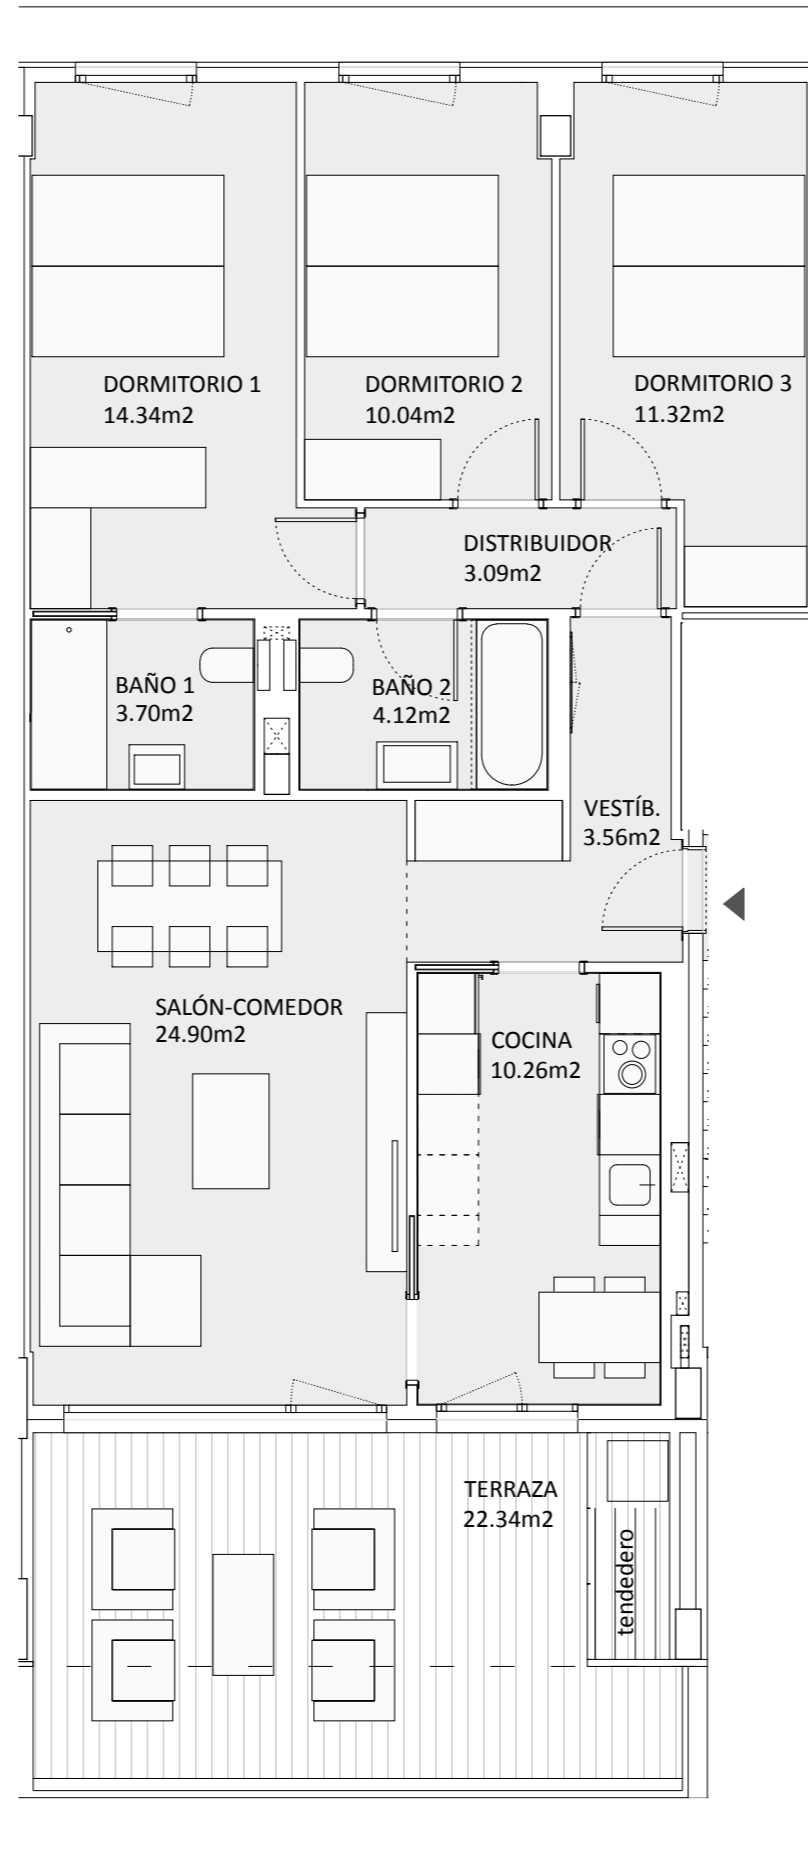 DORMITORIO 1
14.34m2
DORMITORIO 2
10.04m2
DORMITORIO 3
11.32m2
DISTRIBUIDOR
3.09m2
BAÑO 1
3.70m2
BAÑO 2
4.12m2
VESTÍB.
3.56m2
SALÓN-COMEDOR
24.90m2
COCINA
10.26m2
TERRAZA
22.34m2
tendedero